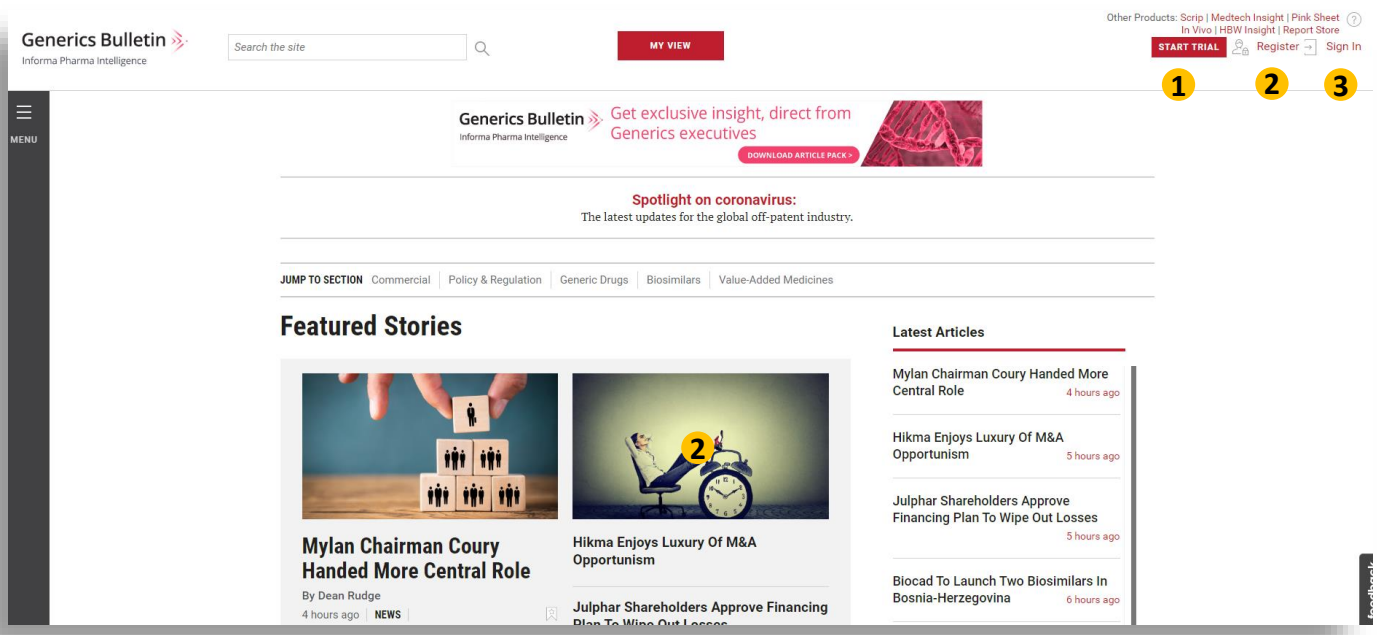 Other Products: Scrip | Medtech Insight | Pink Sheet ?
In Vivo | HBW Insight | Report Store
Generics Bulletin
Informa Pharma Intelligence
Search the site
MY VIEW
START TRIAL Register Sign In
1 2 3
MENU
Generics Bulletin
Informa Pharma Intelligence
Get exclusive insight, direct from
Generics executives
DOWNLOAD ARTICLE PACK >
Spotlight on coronavirus:
The latest updates for the global off-patent industry.
JUMP TO SECTION Commercial | Policy & Regulation | Generic Drugs | Biosimilars | Value-Added Medicines
Featured Stories
2
Mylan Chairman Coury
Handed More Central Role
By Dean Rudge
4 hours ago | NEWS |
Hikma Enjoys Luxury Of M&A
Opportunism
Julphar Shareholders Approve Financing
Plan To Wipe Out Losses
Latest Articles
Mylan Chairman Coury Handed More
Central Role 4 hours ago
Hikma Enjoys Luxury Of M&A
Opportunism 5 hours ago
Julphar Shareholders Approve
Financing Plan To Wipe Out Losses
5 hours ago
Biocad To Launch Two Biosimilars In
Bosnia-Herzegovina 6 hours ago
feedback